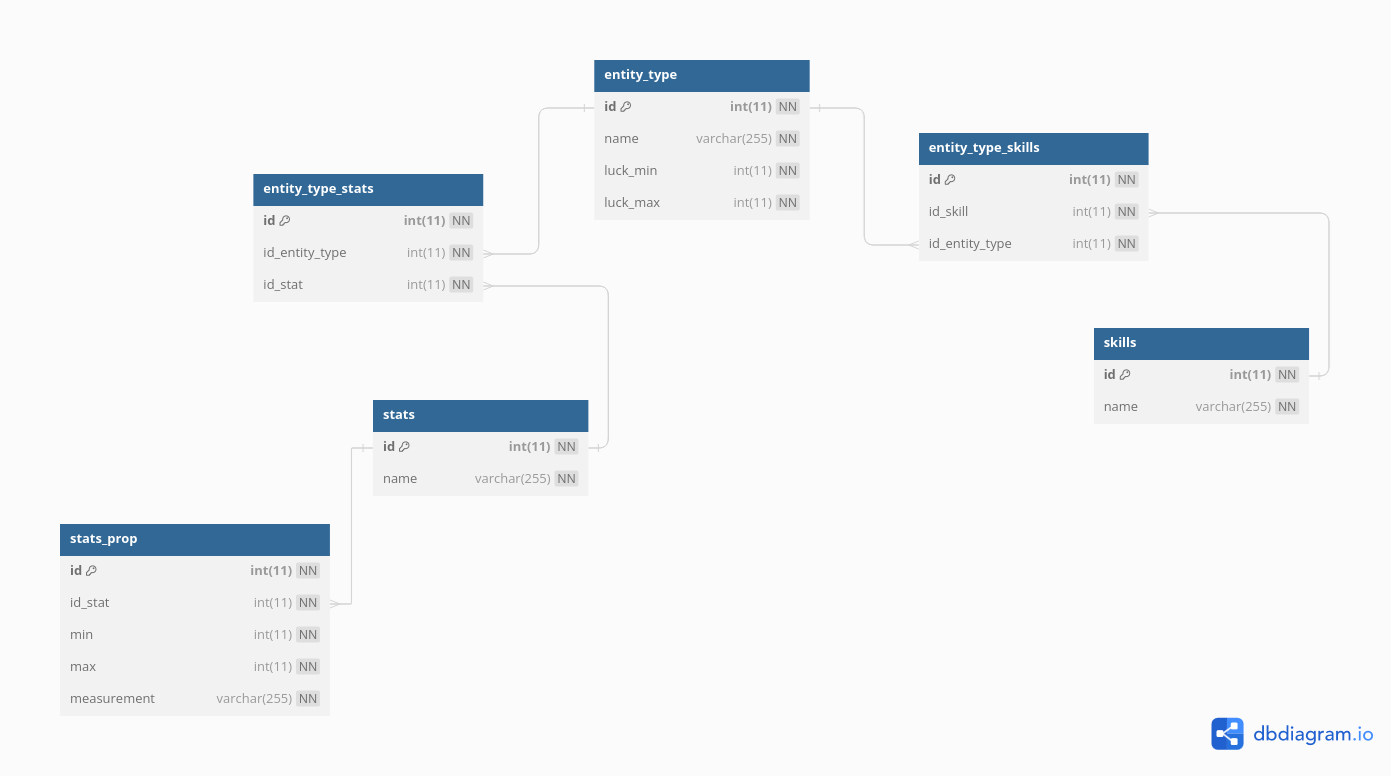 entity_type
id int(11) NN
name varchar(255) NN
luck_min int(11) NN
luck_max int(11) NN
entity_type_skills
id int(11) NN
id_skill int(11) NN
id_entity_type int(11) NN
entity_type_stats
id int(11) NN
id_entity_type int(11) NN
id_stat int(11) NN
skills
id int(11) NN
name varchar(255) NN
stats
id int(11) NN
name varchar(255) NN
stats_prop
id int(11) NN
id_stat int(11) NN
min int(11) NN
max int(11) NN
measurement varchar(255) NN
dbdiagram.io